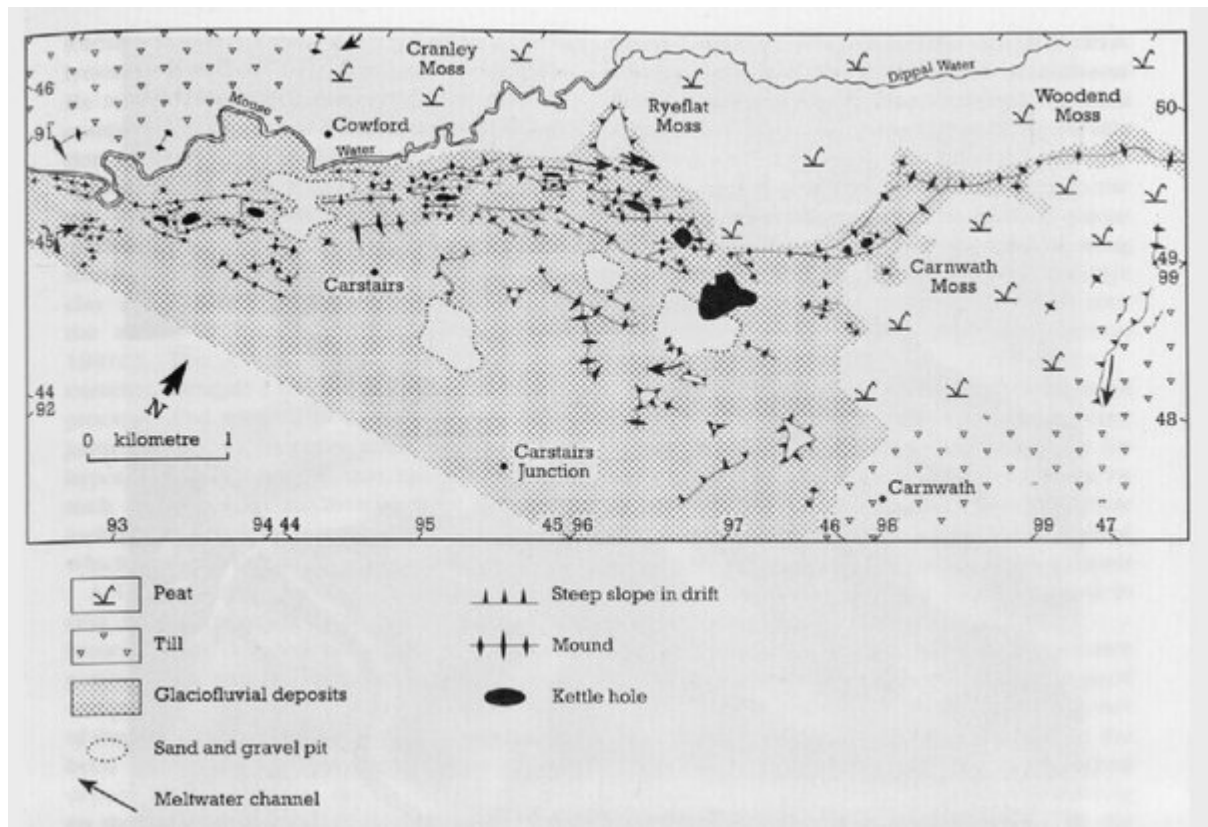 Cranley
Moss
Dippal Water
46
Ryeflat
Moss
Woodend
Moss
50
Mouse
Cowford
Water
91
45
Carstairs
Carnwath
Moss
49
99
44
92
N
0 kilometre 1
48
Carstairs
Junction
Carnwath
93
94 44
95
45 96
97
46
98
99
47
Peat
Till
Glaciofluvial deposits
Sand and gravel pit
Meltwater channel
Steep slope in drift
Mound
Kettle hole